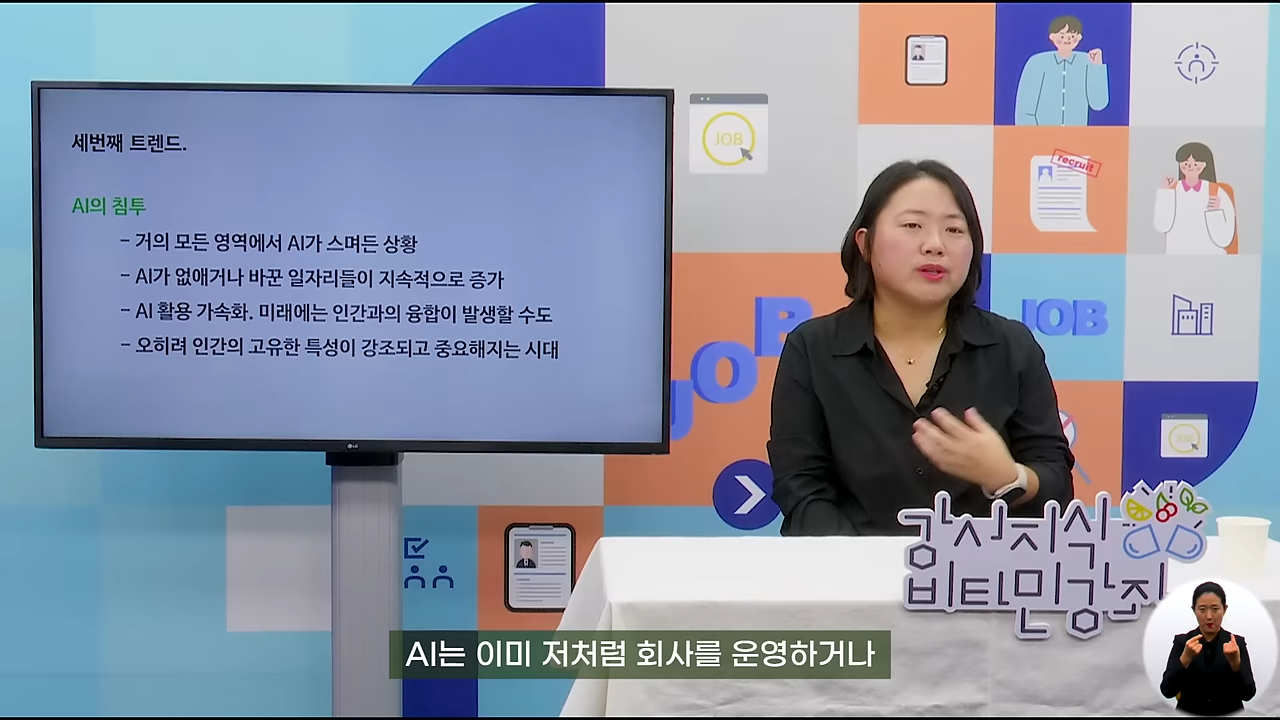 세번째 트렌드.
AI의 침투
- 거의 모든 영역에서 AI가 스며든 상황
- AI가 없애거나 바꾼 일자리들이 지속적으로 증가
- AI 활용 가속화. 미래에는 인간과의 융합이 발생할 수도
- 오히려 인간의 고유한 특성이 강조되고 중요해지는 시대
LG
JOB
recruit
JOB
JOB
JOB
강사지식
비타민강좌
AI는 이미 저처럼 회사를 운영하거나